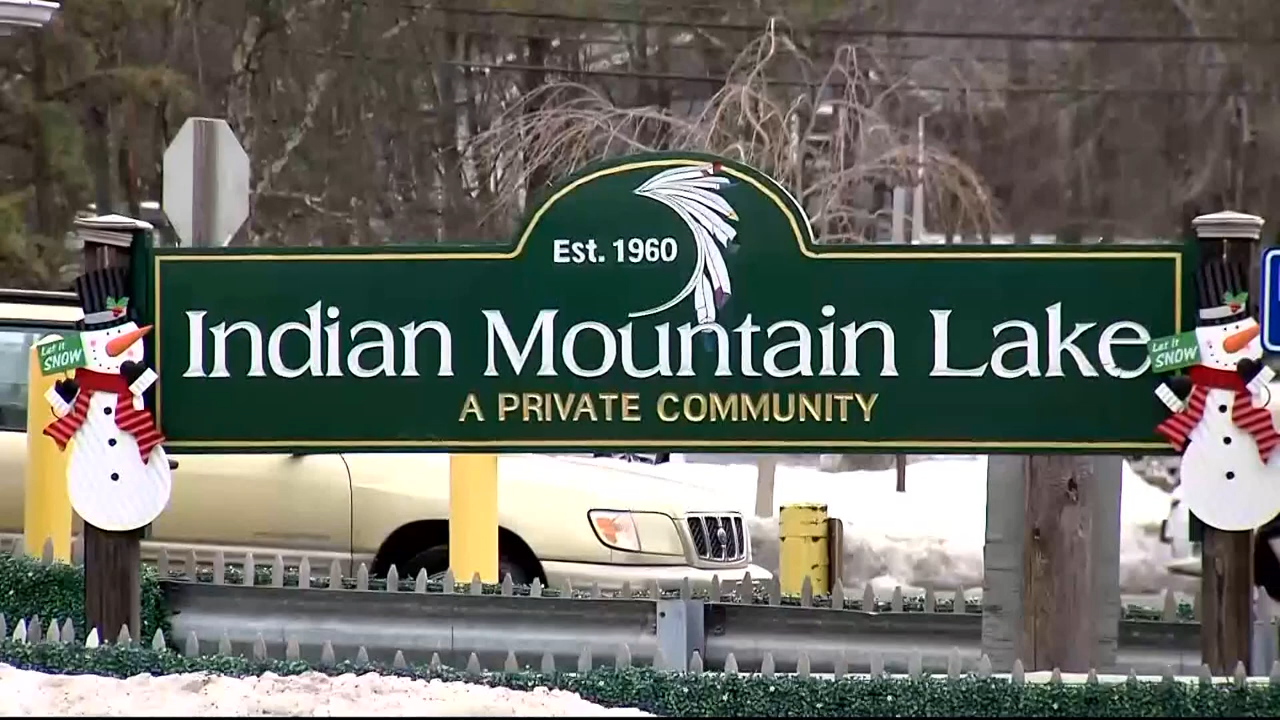 Est. 1960
Indian Mountain Lake
A PRIVATE COMMUNITY
Let it
SNOW
Let it
SNOW